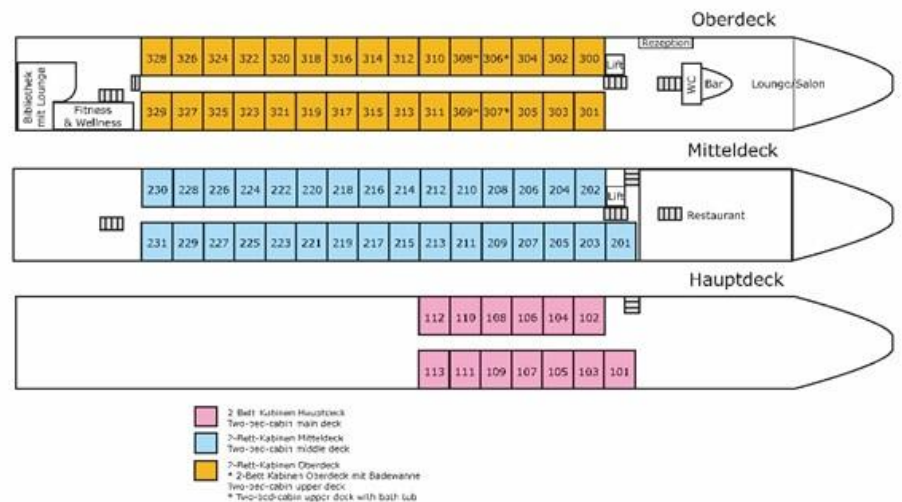 Oberdeck
Rezeption
328 326 324 322 320 318 316 314 312 310 308* 306* 304 302 300
Lift
Bibliothek
mit Lounge
Fitness
& Wellness
WC
Bar
Lounge/Salon
329 327 325 323 321 319 317 315 313 311 309* 307* 305 303 301
Mitteldeck
230 228 226 224 222 220 218 216 214 212 210 208 206 204 202
Lift
Restaurant
231 229 227 225 223 221 219 217 215 213 211 209 207 205 203 201
Hauptdeck
112 110 108 106 104 102
113 111 109 107 105 103 101
2 Bett Kabinen Hauptdeck
Two-bed-cabin main deck
2-Bett-Kabinen Mitteldeck
Two-bed-cabin middle deck
2-Bett-Kabinen Oberdeck
* 2-Bett Kabinen Oberdeck mit Badewanne
Two-bed-cabin upper deck
* Two-bed-cabin upper deck with bath tub